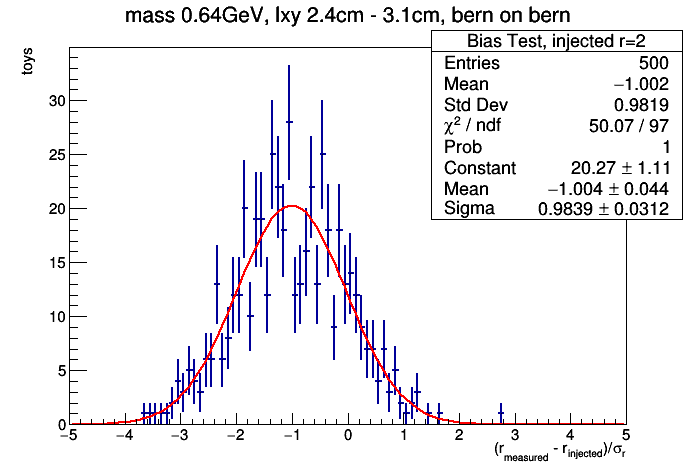 mass 0.64GeV, lxy 2.4cm - 3.1cm, bern on bern
Bias Test, injected r=2
Entries 500
Mean −1.002
Std Dev 0.9819
χ² / ndf 50.07 / 97
Prob 1
Constant 20.27 ± 1.11
Mean −1.004 ± 0.044
Sigma 0.9839 ± 0.0312
toys
30
25
20
15
10
5
0
−5 −4 −3 −2 −1 0 1 2 3 4 5
(r_measured - r_injected)/σ_r